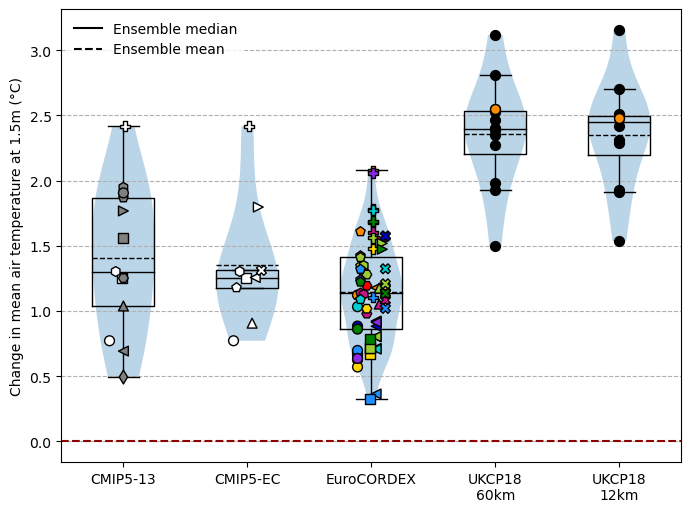 Ensemble median
Ensemble mean
Change in mean air temperature at 1.5m (°C)
3.0
2.5
2.0
1.5
1.0
0.5
0.0
CMIP5-13
CMIP5-EC
EuroCORDEX
UKCP18
60km
UKCP18
12km